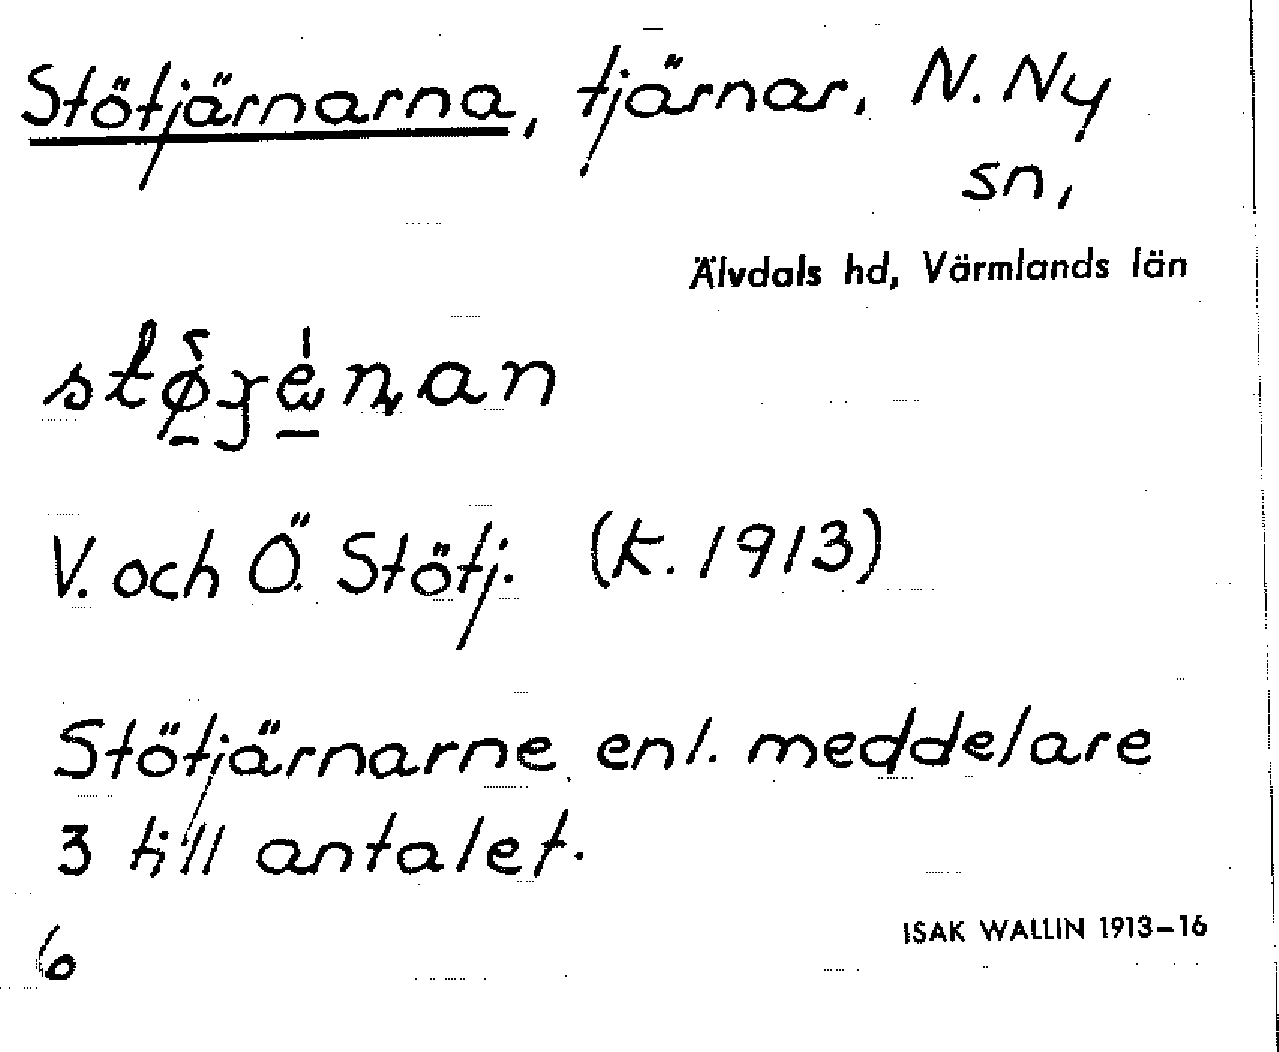 Stötjärnarna, tjärnar, N. Ny
sn,
Älvdals hd, Värmlands län
V. och Ö. Stötj. (k. 1913)
Stötjärnarne enl. meddelare
3 till antalet.
6
ISAK WALLIN 1913–16